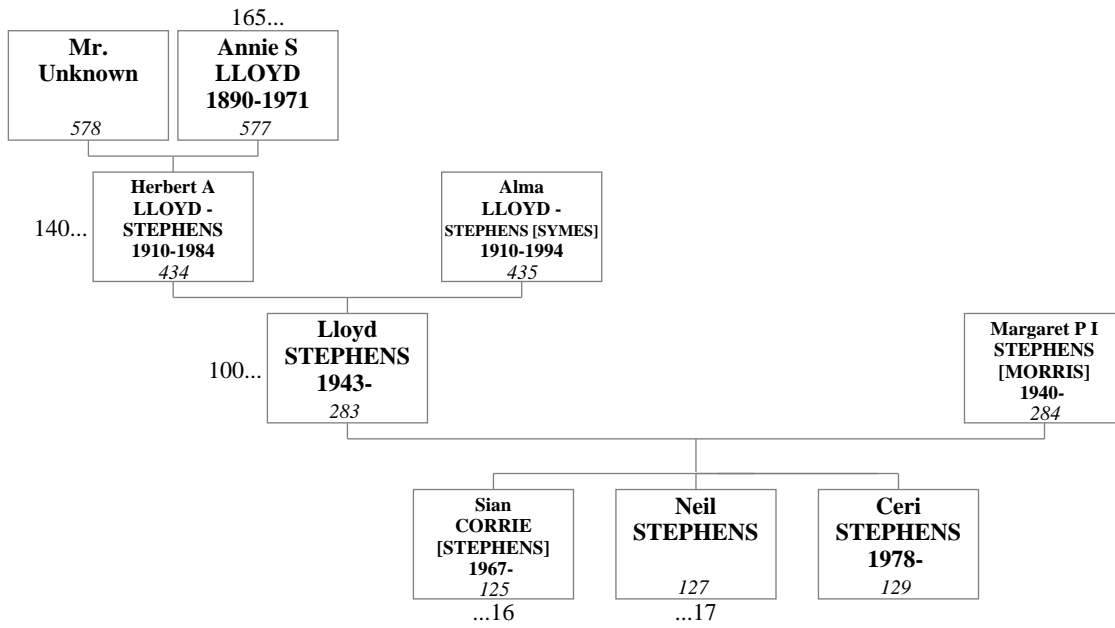 165...
Mr.
Unknown
578
Annie S
LLOYD
1890-1971
577
140...
Herbert A
LLOYD -
STEPHENS
1910-1984
434
Alma
LLOYD -
STEPHENS [SYMES]
1910-1994
435
100...
Lloyd
STEPHENS
1943-
283
Margaret P I
STEPHENS
[MORRIS]
1940-
284
Sian
CORRIE
[STEPHENS]
1967-
125
...16
Neil
STEPHENS
127
...17
Ceri
STEPHENS
1978-
129